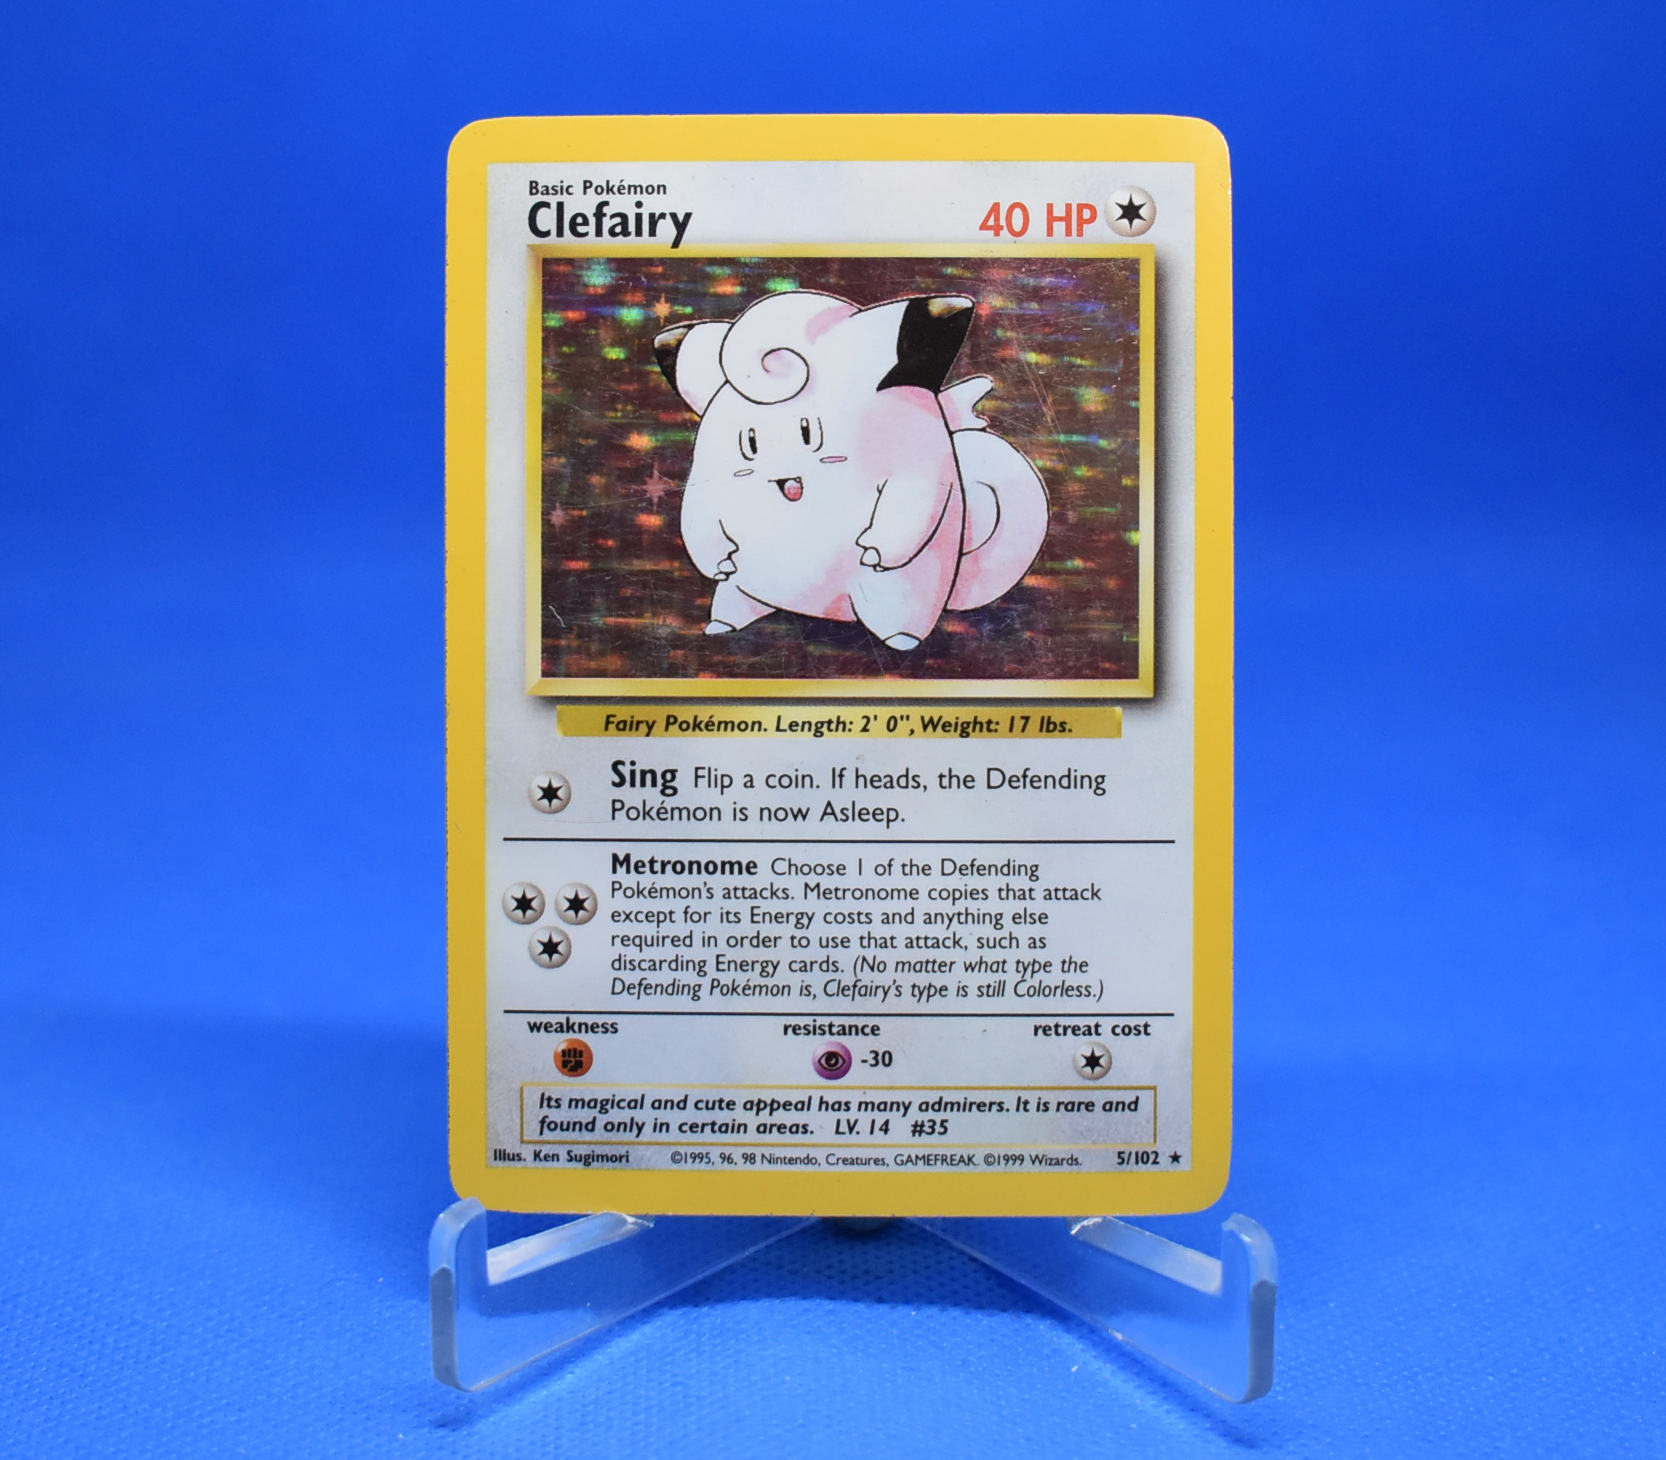 Basic Pokémon
Clefairy
40 HP
Fairy Pokémon. Length: 2' 0", Weight: 17 lbs.
Sing Flip a coin. If heads, the Defending
Pokémon is now Asleep.
Metronome Choose 1 of the Defending
Pokémon's attacks. Metronome copies that attack
except for its Energy costs and anything else
required in order to use that attack, such as
discarding Energy cards. (No matter what type the
Defending Pokémon is, Clefairy's type is still Colorless.)
weakness resistance retreat cost
-30
Its magical and cute appeal has many admirers. It is rare and
found only in certain areas. LV. 14 #35
Illus. Ken Sugimori ©1995, 96, 98 Nintendo, Creatures, GAMEFREAK. ©1999 Wizards. 5/102 ★